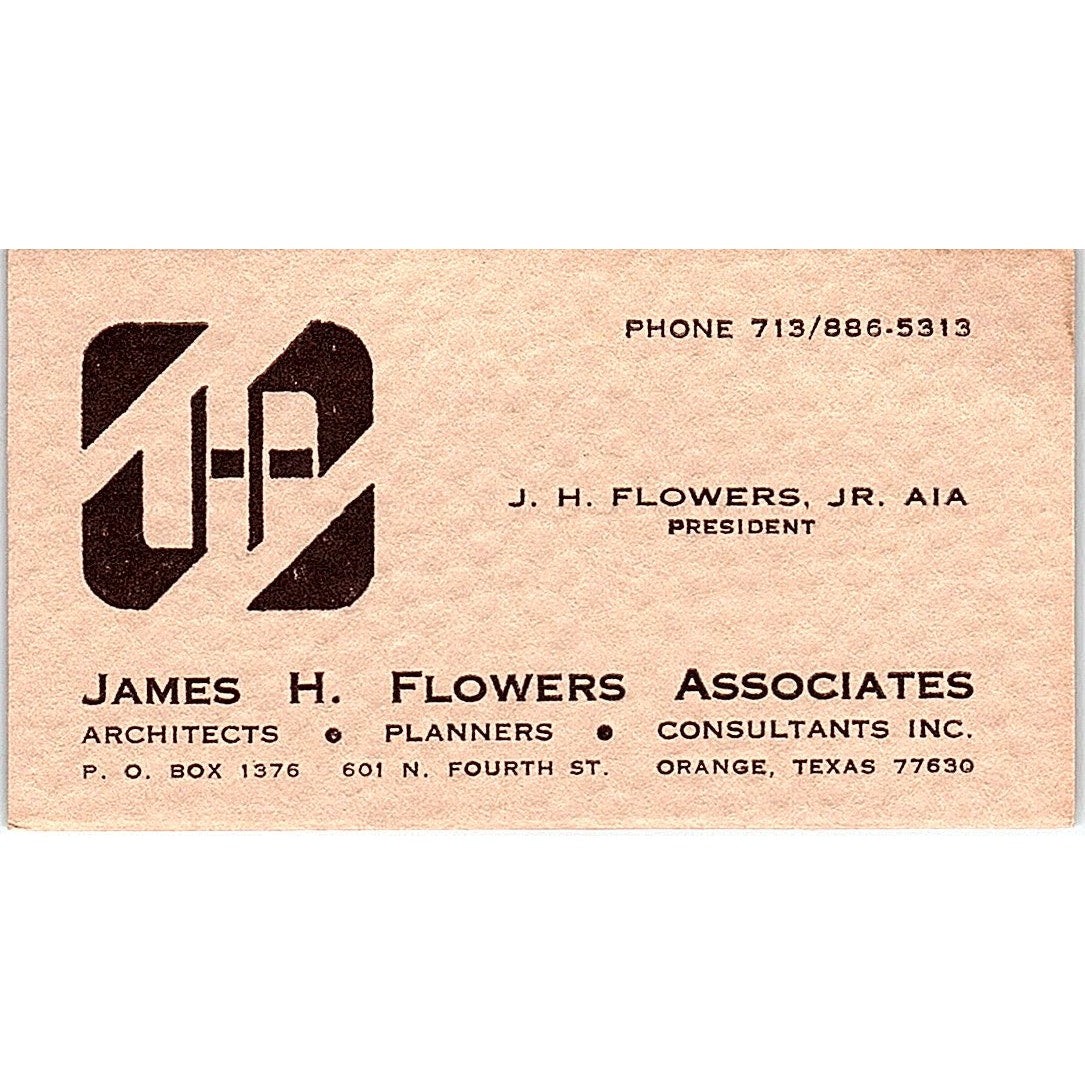 PHONE 713/886-5313
J. H. FLOWERS, JR. AIA
PRESIDENT
JAMES H. FLOWERS ASSOCIATES
ARCHITECTS • PLANNERS • CONSULTANTS INC.
P. O. BOX 1376 601 N. FOURTH ST. ORANGE, TEXAS 77630